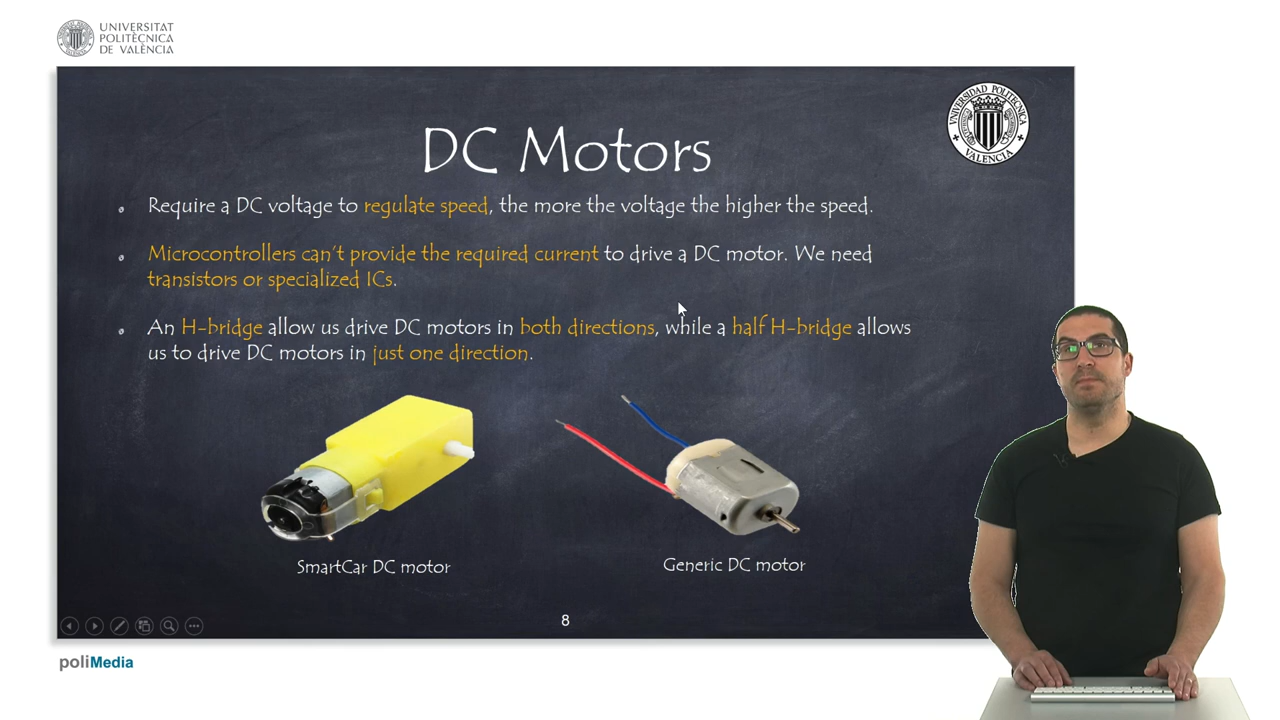 UNIVERSITAT
POLITÈCNICA
DE VALÈNCIA
UNIVERSIDAD POLITECNICA
VALENCIA
DC Motors
Require a DC voltage to regulate speed, the more the voltage the higher the speed.
Microcontrollers can't provide the required current to drive a DC motor. We need
transistors or specialized ICs.
An H-bridge allow us drive DC motors in both directions, while a half H-bridge allows
us to drive DC motors in just one direction.
SmartCar DC motor
Generic DC motor
8
poliMedia